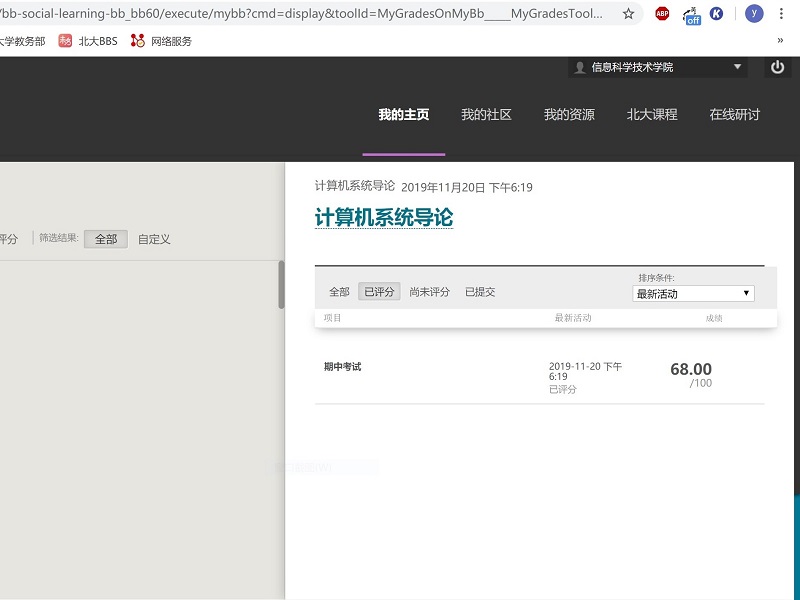 /bb-social-learning-bb_bb60/execute/mybb?cmd=display&toolId=MyGradesOnMyBb____MyGradesTool...
ABP
off
K
y
大学教务部 北大BBS 网络服务 »
信息科学技术学院
我的主页 我的社区 我的资源 北大课程 在线研讨
计算机系统导论 2019年11月20日 下午6:19
计算机系统导论
评分 筛选结果: 全部 自定义
排序条件:
全部 已评分 尚未评分 已提交 最新活动
项目 最新活动 成绩
期中考试 2019-11-20 下午 68.00
6:19 /100
已评分